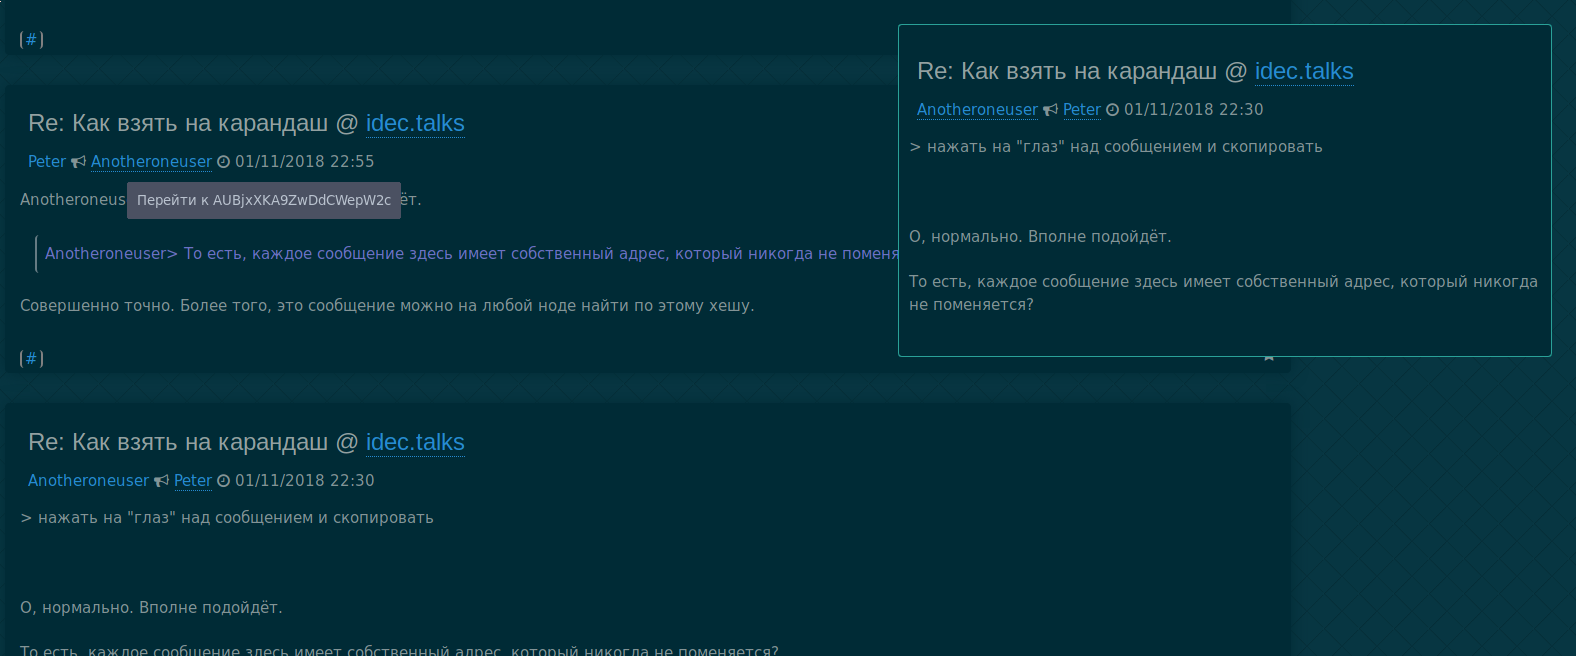 [#]
Re: Как взять на карандаш @ idec.talks
Peter Anotheroneuser 01/11/2018 22:55
Anotheroneus ёт.
Перейти к AUBjxXKA9ZwDdCWepW2c
Anotheroneuser> То есть, каждое сообщение здесь имеет собственный адрес, который никогда не поменя
Совершенно точно. Более того, это сообщение можно на любой ноде найти по этому хешу.
[#]
Re: Как взять на карандаш @ idec.talks
Anotheroneuser Peter 01/11/2018 22:30
> нажать на "глаз" над сообщением и скопировать
О, нормально. Вполне подойдёт.
То есть, каждое сообщение здесь имеет собственный адрес, который никогда
не поменяется?
Re: Как взять на карандаш @ idec.talks
Anotheroneuser Peter 01/11/2018 22:30
> нажать на "глаз" над сообщением и скопировать
О, нормально. Вполне подойдёт.
То есть, каждое сообщение здесь имеет собственный адрес, который никогда не поменяется?